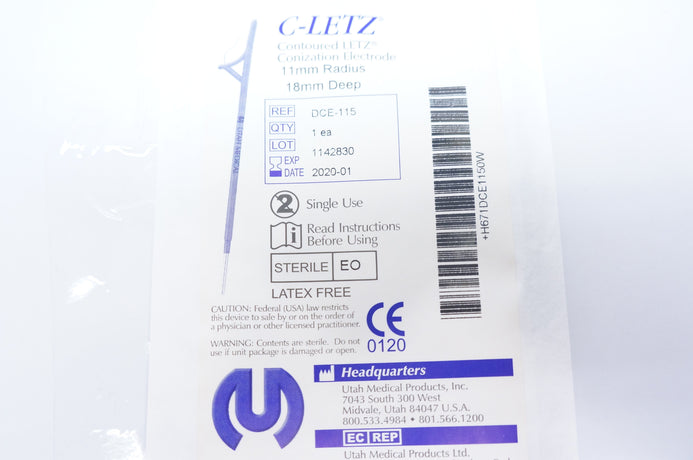 C-LETZ®
Contoured LETZ®
Conization Electrode
11mm Radius
18mm Deep
REF DCE-115
QTY 1 ea.
LOT 1142830
EXP DATE 2020-01
2 Single Use
i Read Instructions
Before Using
STERILE EO
LATEX FREE
CAUTION: Federal (USA) law restricts
this device to sale by or on the order of
a physician or other licensed practitioner.
WARNING: Contents are sterile. Do not
use if unit package is damaged or open.
CE
0120
+H671DCE1150W
Headquarters
Utah Medical Products, Inc.
7043 South 300 West
Midvale, Utah 84047 U.S.A.
800.533.4984 • 801.566.1200
EC REP
Utah Medical Products Ltd.
UTAH MEDICAL